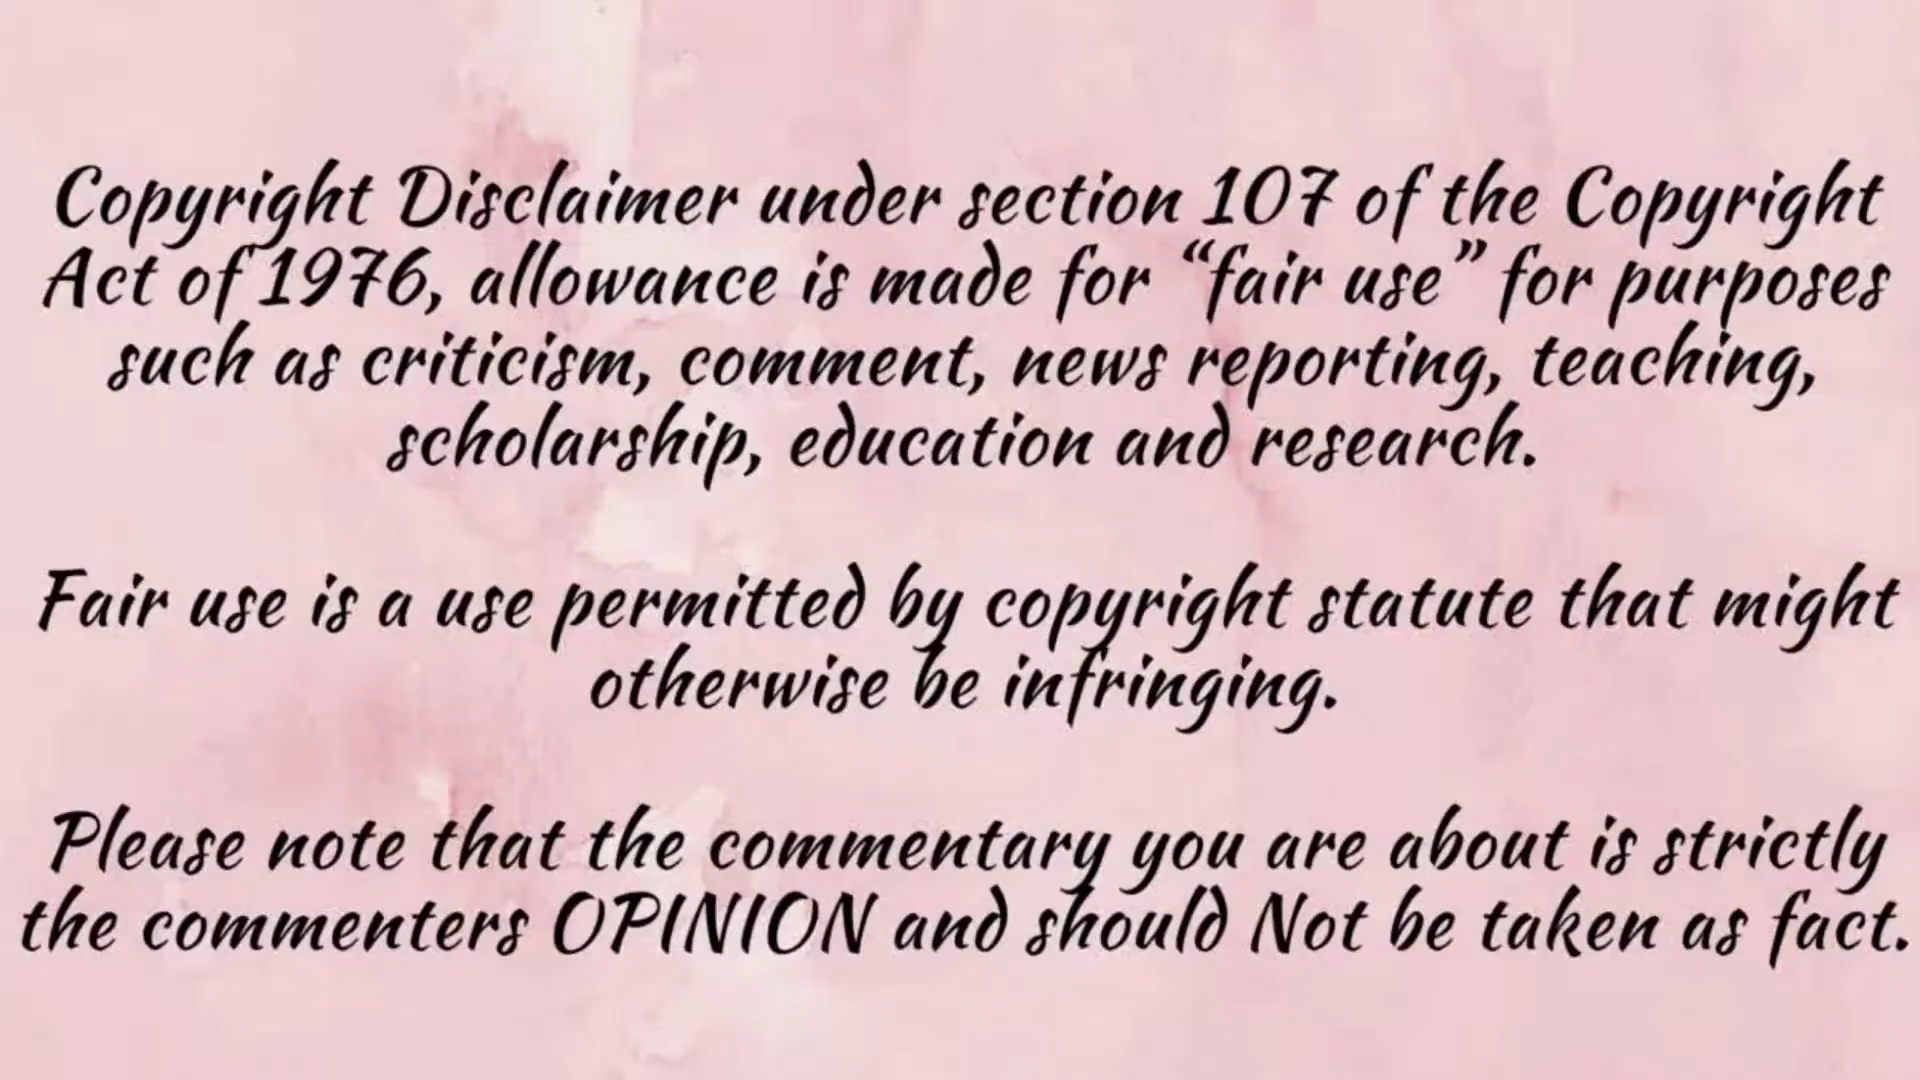 Copyright Disclaimer under section 107 of the Copyright
Act of 1976, allowance is made for “fair use” for purposes
such as criticism, comment, news reporting, teaching,
scholarship, education and research.
Fair use is a use permitted by copyright statute that might
otherwise be infringing.
Please note that the commentary you are about is strictly
the commenters OPINION and should Not be taken as fact.